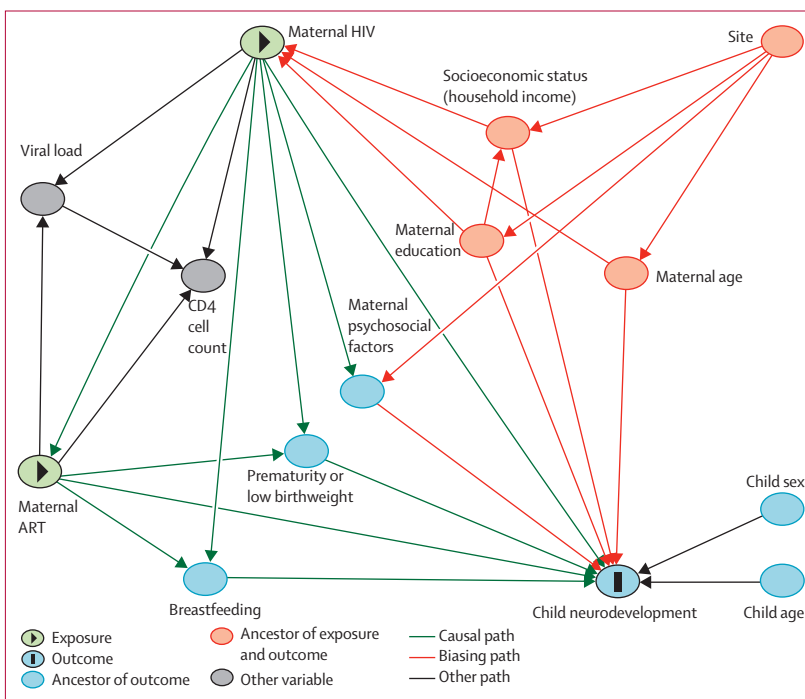 Maternal HIV
Site
Socioeconomic status
(household income)
Viral load
Maternal
education
Maternal age
CD4
cell
count
Maternal
psychosocial
factors
Prematurity or
low birthweight
Maternal
ART
Child sex
Breastfeeding
Child neurodevelopment
Child age
Exposure
Outcome
Ancestor of outcome
Ancestor of exposure
and outcome
Other variable
Causal path
Biasing path
Other path